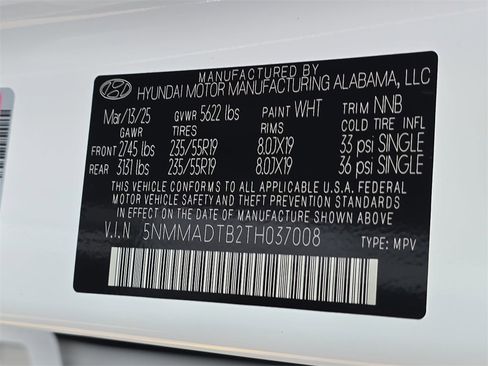 MANUFACTURED BY
HYUNDAI MOTOR MANUFACTURING ALABAMA, LLC
Mar/13/25 GVWR 5622 lbs PAINT WHT TRIM NNB
GAWR TIRES RIMS COLD TIRE INFL
FRONT 2745 lbs 235/55R19 8.0JX19 33 psi SINGLE
REAR 3131 lbs 235/55R19 8.0JX19 36 psi SINGLE
THIS VEHICLE CONFORMS TO ALL APPLICABLE U.S.A. FEDERAL
MOTOR VEHICLE SAFETY AND THEFT PREVENTION STANDARDS
IN EFFECT ON THE DATE OF MANUFACTURE SHOWN ABOVE.
V.I.N 5NMMADTB2TH037008 TYPE: MPV